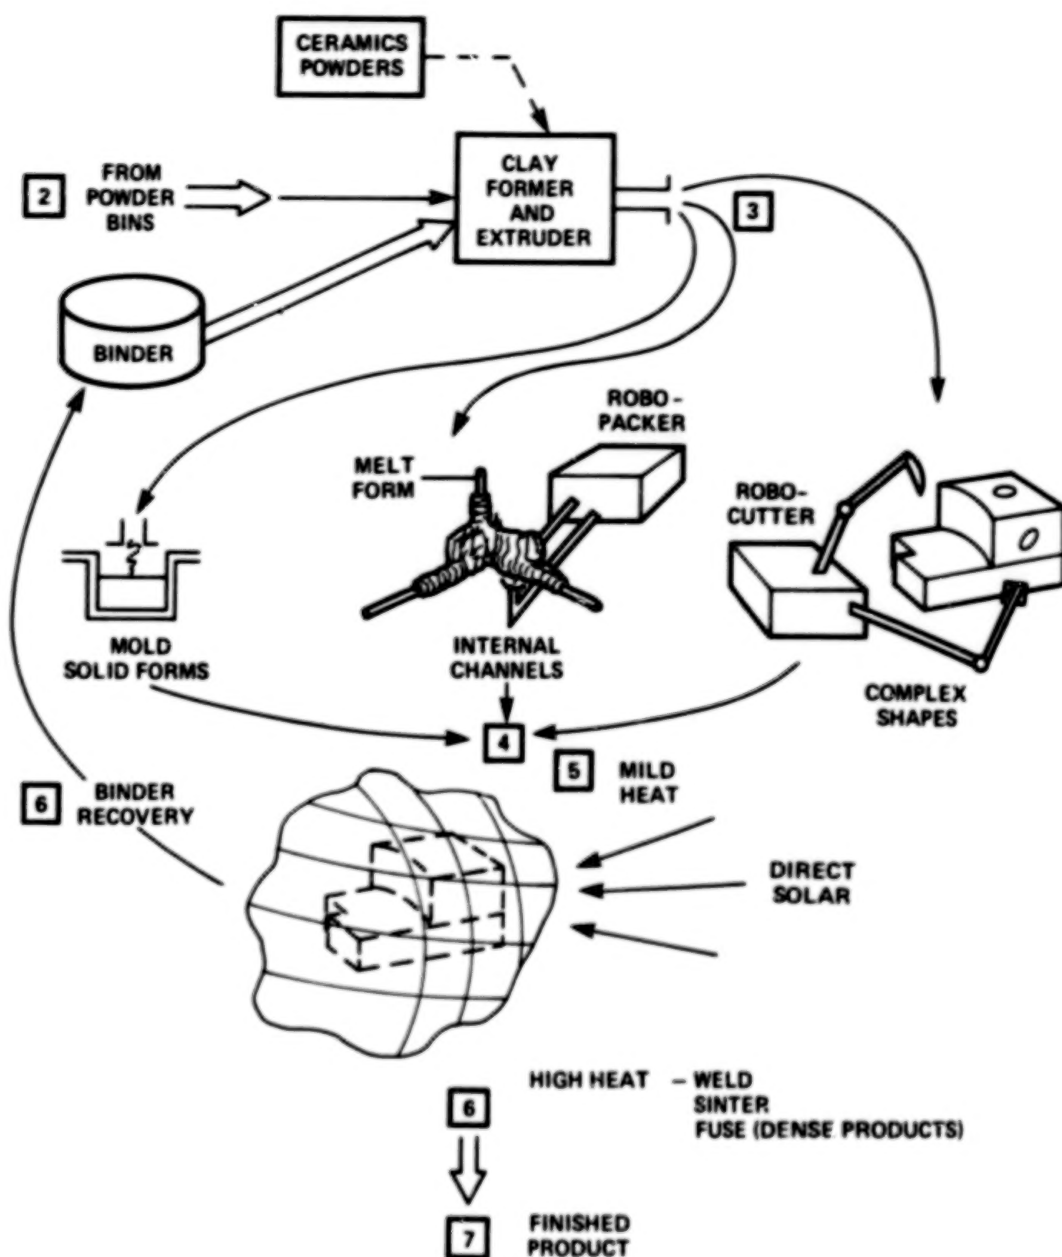 CERAMICS
POWDERS
2
FROM
POWDER
BINS
CLAY
FORMER
AND
EXTRUDER
3
BINDER
ROBO-
PACKER
MELT
FORM
ROBO-
CUTTER
MOLD
SOLID FORMS
INTERNAL
CHANNELS
COMPLEX
SHAPES
4
5
MILD
HEAT
6
BINDER
RECOVERY
DIRECT
SOLAR
HIGH HEAT – WELD
SINTER
FUSE (DENSE PRODUCTS)
6
7
FINISHED
PRODUCT